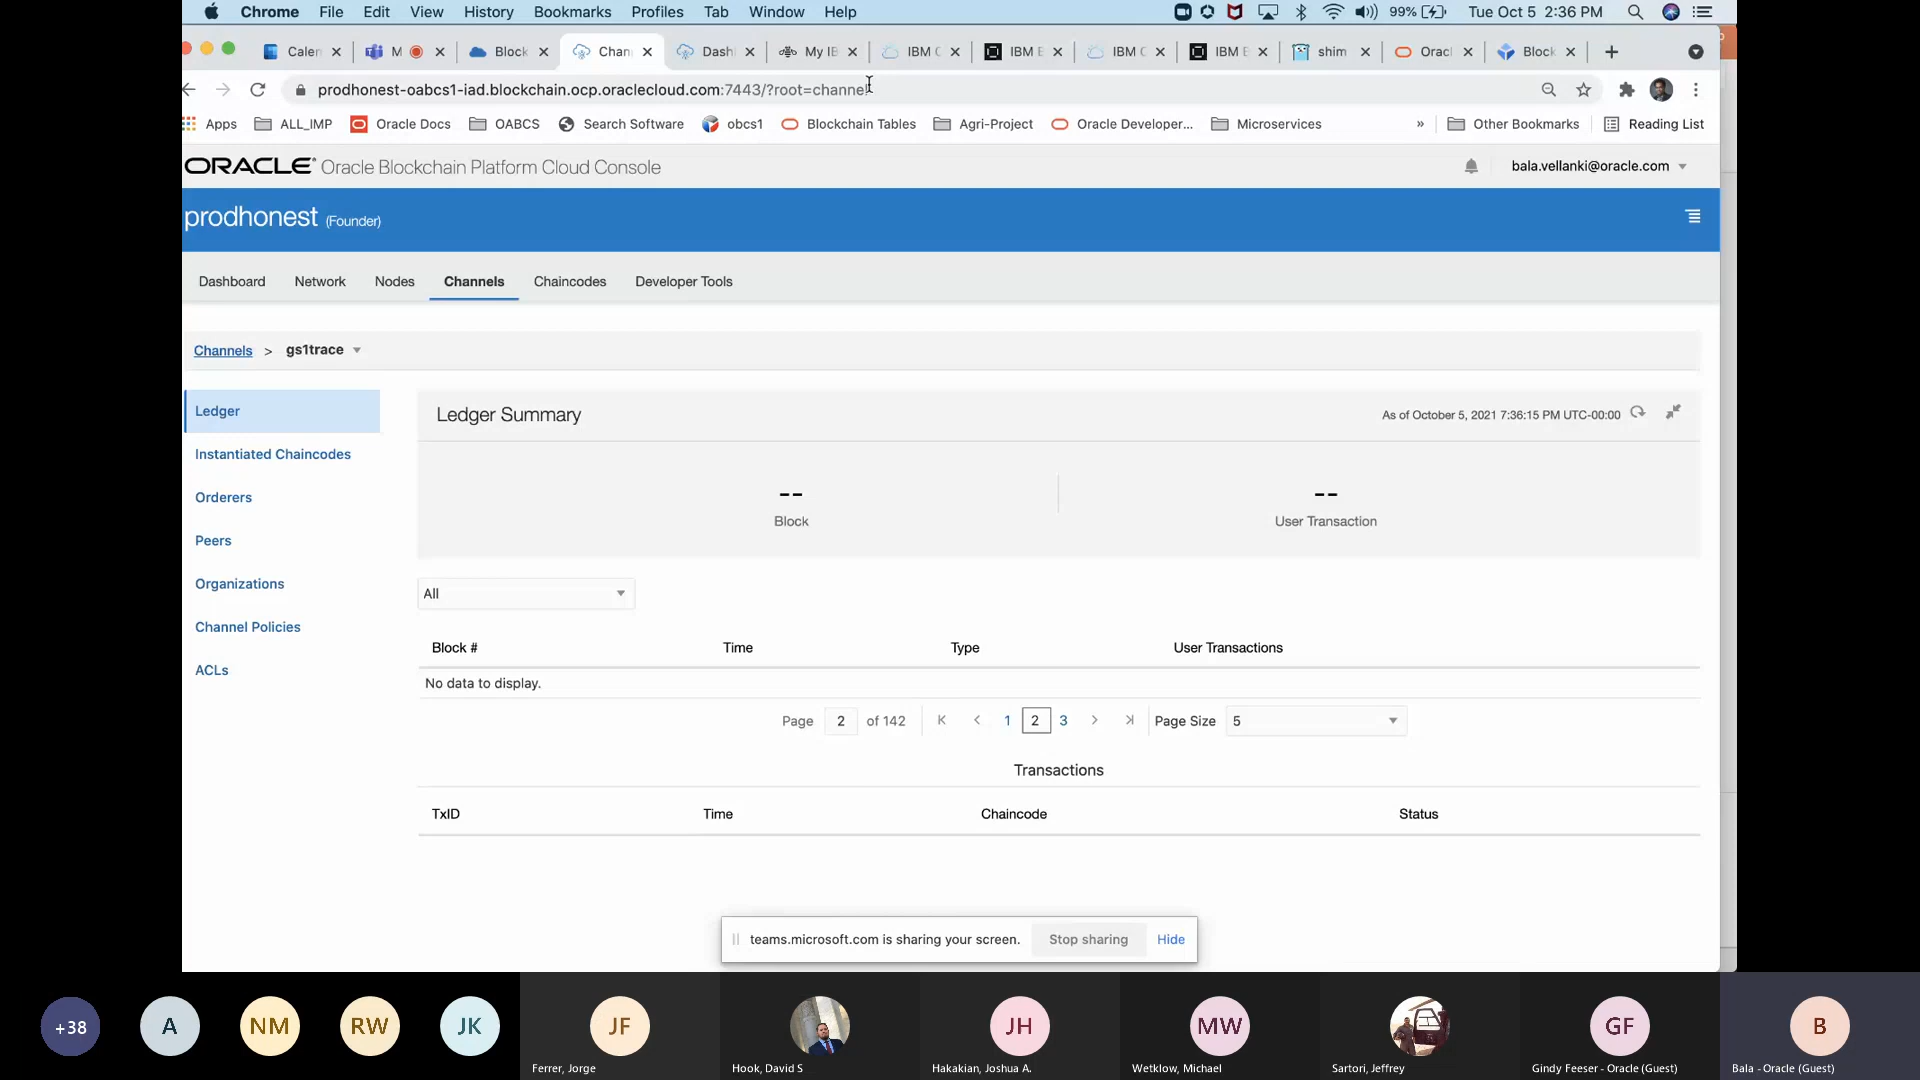 Chrome File Edit View History Bookmarks Profiles Tab Window Help 99% Tue Oct 5 2:36 PM
Calen M Block Chan Dash My IB IBM C IBM B IBM C IBM B shim Oracl Block
prodhonest-oabcs1-iad.blockchain.ocp.oraclecloud.com:7443/?root=channel
Apps ALL_IMP Oracle Docs OABCS Search Software obcs1 Blockchain Tables Agri-Project Oracle Developer... Microservices » Other Bookmarks Reading List
ORACLE® Oracle Blockchain Platform Cloud Console bala.vellanki@oracle.com
prodhonest (Founder)
Dashboard Network Nodes Channels Chaincodes Developer Tools
Channels > gs1trace
Ledger
Instantiated Chaincodes
Orderers
Peers
Organizations
Channel Policies
ACLs
Ledger Summary As of October 5, 2021 7:36:15 PM UTC-00:00
-- --
Block User Transaction
All
Block # Time Type User Transactions
No data to display.
Page 2 of 142 1 2 3 Page Size 5
Transactions
TxID Time Chaincode Status
teams.microsoft.com is sharing your screen. Stop sharing Hide
+38 A NM RW JK JF JH MW GF B
Ferrer, Jorge Hook, David S Hakakian, Joshua A. Wetklow, Michael Sartori, Jeffrey Gindy Feeser - Oracle (Guest) Bala - Oracle (Guest)